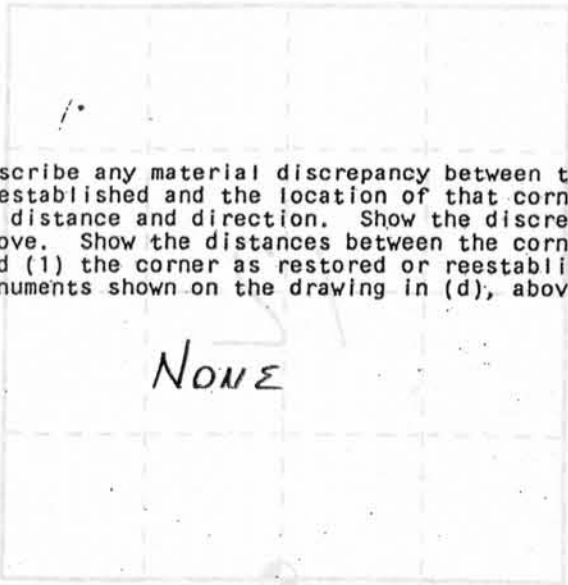 scribe any material discrepancy between t
established and the location of that corn
distance and direction. Show the discre
ove. Show the distances between the corn
d (1) the corner as restored or reestabli
numents shown on the drawing in (d), abov
NONE